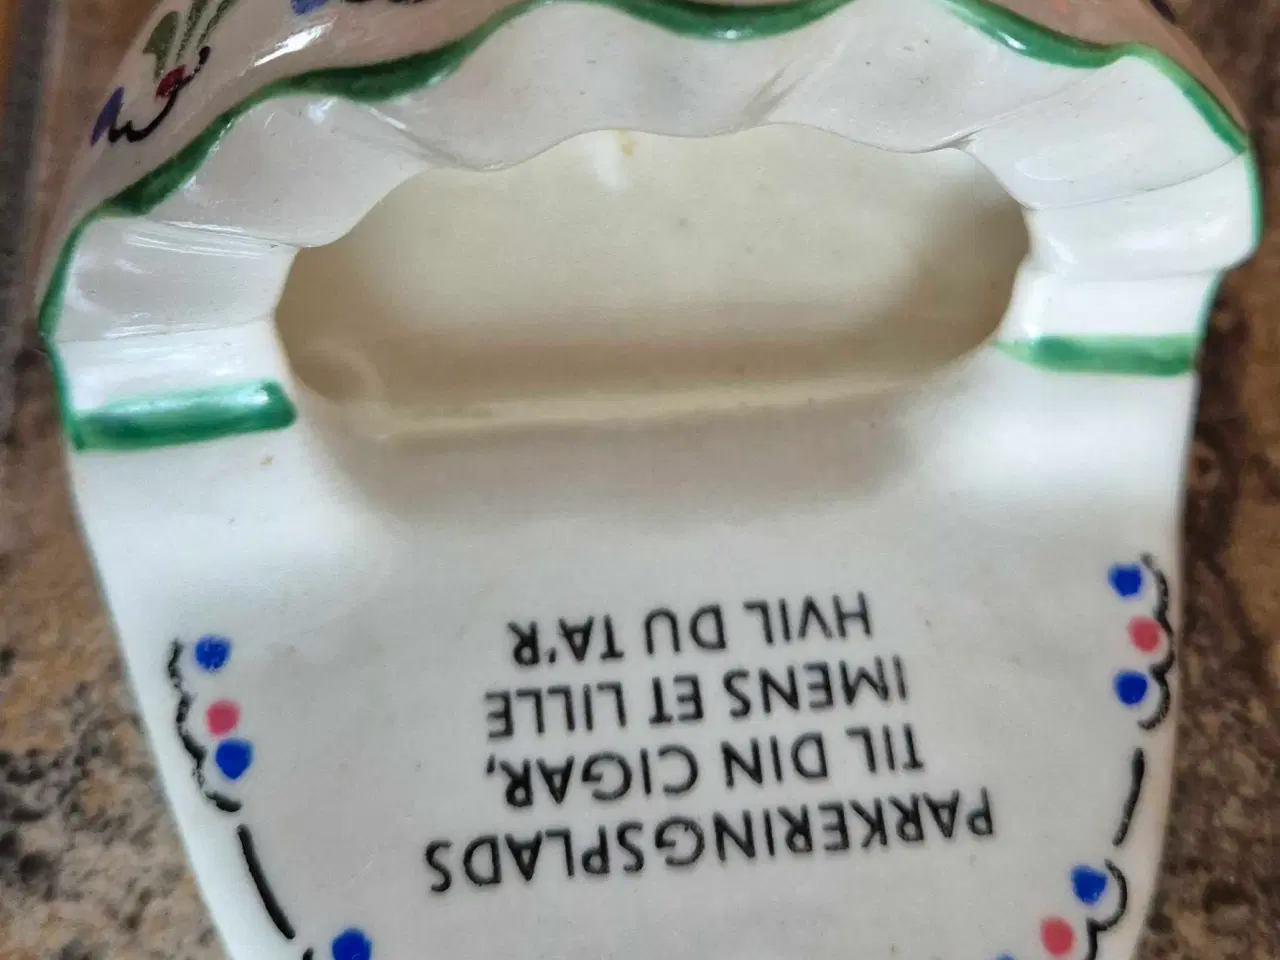 PARKERINGSPLADS
TIL DIN CIGAR,
IMENS ET LILLE
HVIL DU TA'R